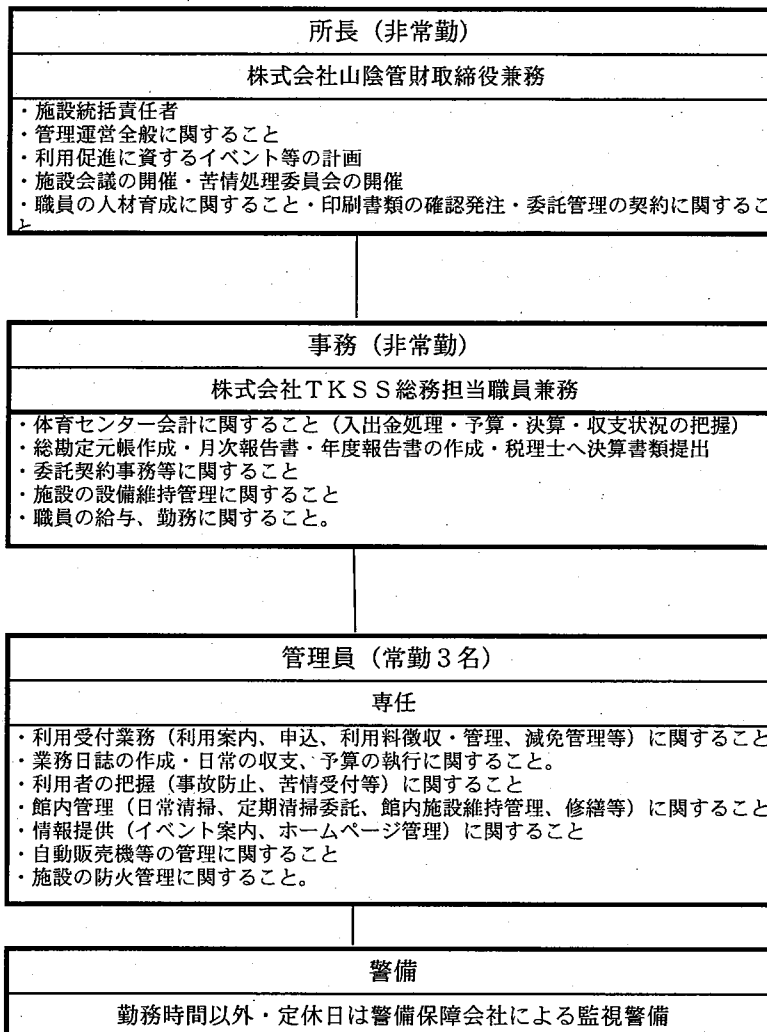 所長（非常勤）
株式会社山陰管財取締役兼務
・施設統括責任者
・管理運営全般に関すること
・利用促進に資するイベント等の計画
・施設会議の開催・苦情処理委員会の開催
・職員の人材育成に関すること・印刷書類の確認発注・委託管理の契約に関するこ
と
事務（非常勤）
株式会社ＴＫＳＳ総務担当職員兼務
・体育センター会計に関すること（入出金処理・予算・決算・収支状況の把握）
・総勘定元帳作成・月次報告書・年度報告書の作成・税理士へ決算書類提出
・委託契約事務等に関すること
・施設の設備維持管理に関すること
・職員の給与、勤務に関すること。
管理員（常勤３名）
専任
・利用受付業務（利用案内、申込、利用料徴収・管理、減免管理等）に関すること
・業務日誌の作成・日常の収支、予算の執行に関すること。
・利用者の把握（事故防止、苦情受付等）に関すること
・館内管理（日常清掃、定期清掃委託、館内施設維持管理、修繕等）に関すること
・情報提供（イベント案内、ホームページ管理）に関すること
・自動販売機等の管理に関すること
・施設の防火管理に関すること。
警備
勤務時間以外・定休日は警備保障会社による監視警備